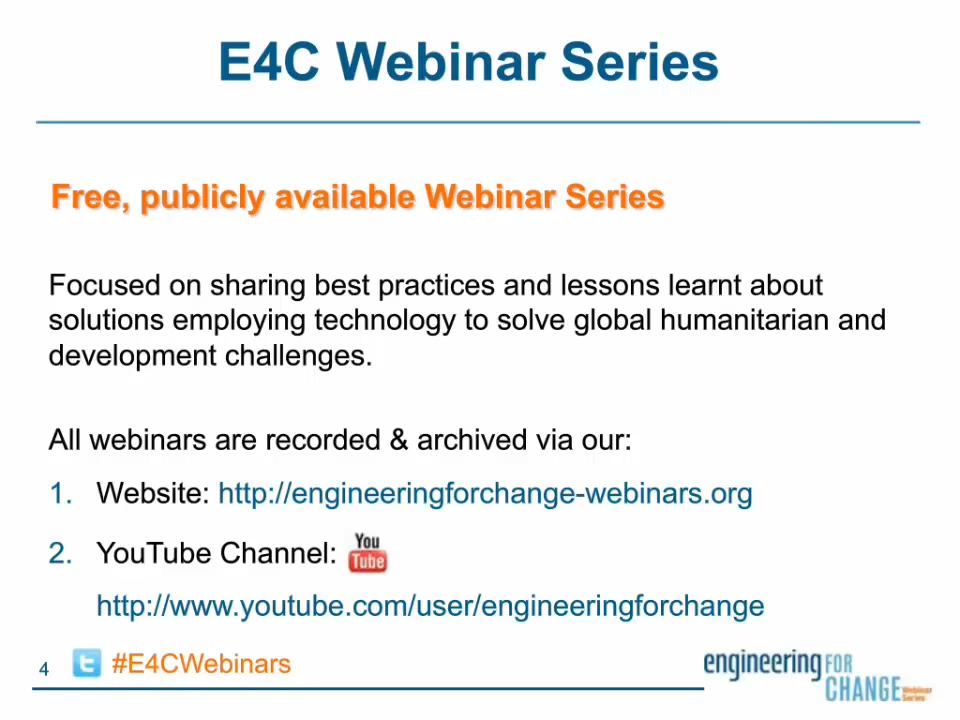 E4C Webinar Series
Free, publicly available Webinar Series
Focused on sharing best practices and lessons learnt about
solutions employing technology to solve global humanitarian and
development challenges.
All webinars are recorded & archived via our:
1. Website: http://engineeringforchange-webinars.org
2. YouTube Channel: You
Tube
http://www.youtube.com/user/engineeringforchange
4 t #E4CWebinars
engineering FOR
CHANGE Webinar
Series